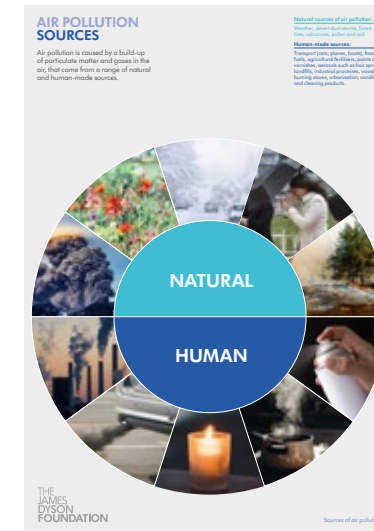 AIR POLLUTION
SOURCES
Air pollution is caused by a build-up
of particulate matter and gases in the
air, that come from a range of natural
and human-made sources.
Natural sources of air pollution:
Weather, desert dust storms, forest
fires, volcanoes, pollen and soil.
Human-made sources:
Transport (cars, planes, boats), fossil
fuels, agricultural fertilisers, paints
varnishes, aerosols such as hair
landfills, industrial processes, wood
burning stoves, urbanisation,
and cleaning products.
NATURAL
HUMAN
THE
JAMES
DYSON
FOUNDATION
Sources of air